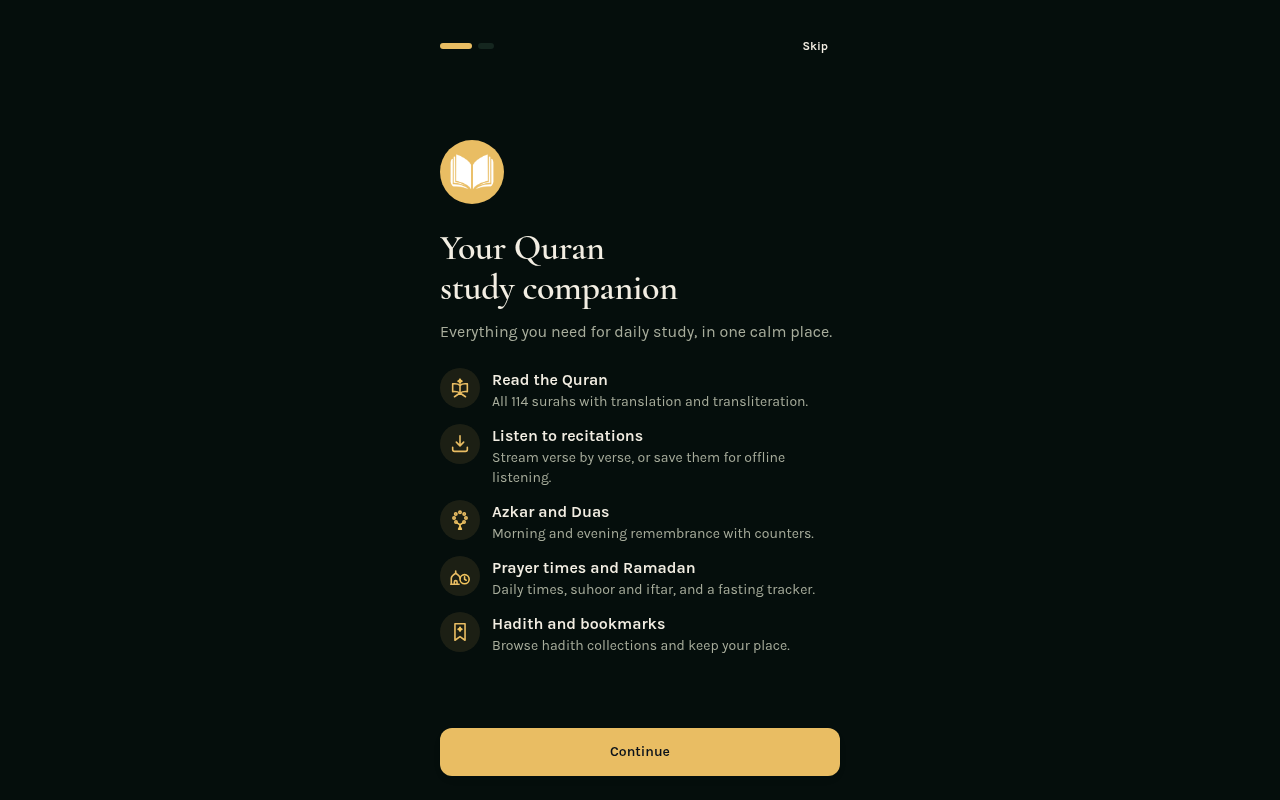 Skip
Your Quran
study companion
Everything you need for daily study, in one calm place.
Read the Quran
All 114 surahs with translation and transliteration.
Listen to recitations
Stream verse by verse, or save them for offline
listening.
Azkar and Duas
Morning and evening remembrance with counters.
Prayer times and Ramadan
Daily times, suhoor and iftar, and a fasting tracker.
Hadith and bookmarks
Browse hadith collections and keep your place.
Continue